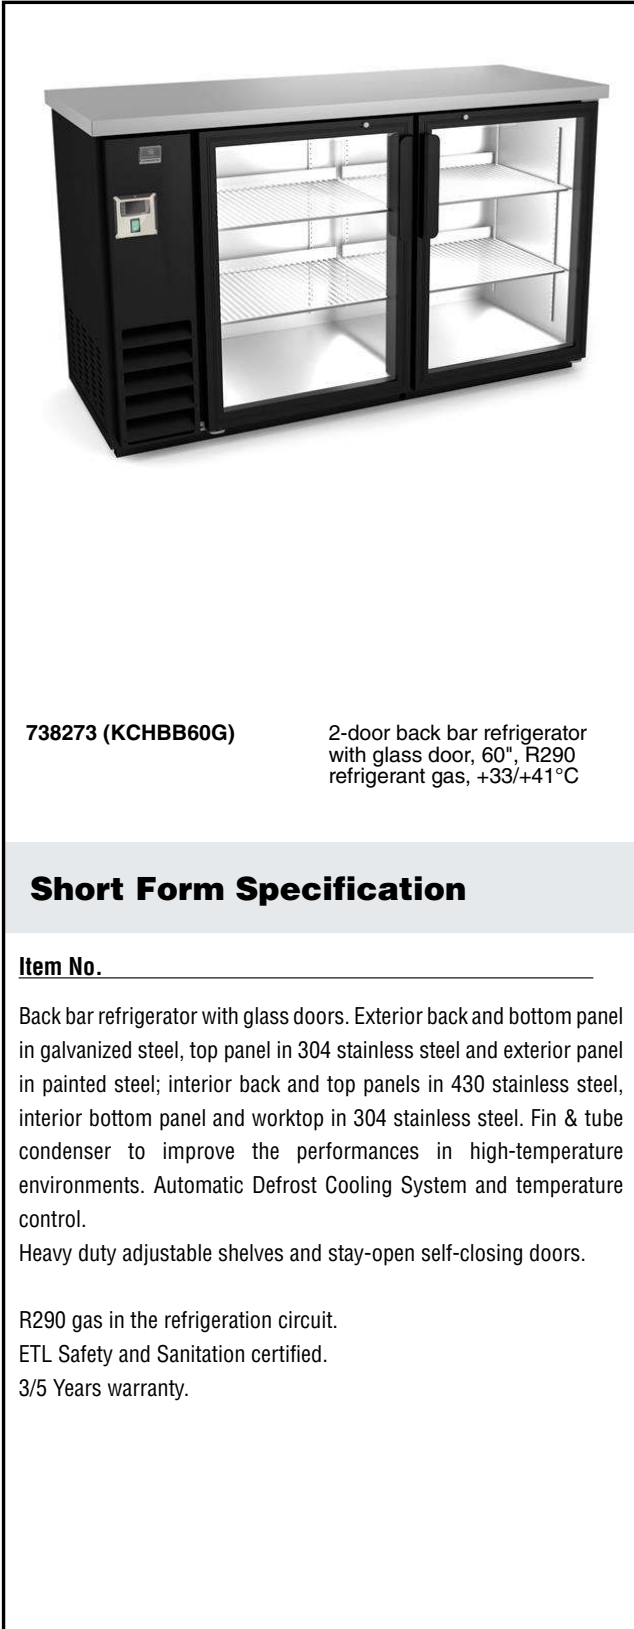 738273 (KCHBB60G)
2-door back bar refrigerator
with glass door, 60", R290
refrigerant gas, +33/+41°C
Short Form Specification
Item No.
Back bar refrigerator with glass doors. Exterior back and bottom panel
in galvanized steel, top panel in 304 stainless steel and exterior panel
in painted steel; interior back and top panels in 430 stainless steel,
interior bottom panel and worktop in 304 stainless steel. Fin & tube
condenser to improve the performances in high-temperature
environments. Automatic Defrost Cooling System and temperature
control.
Heavy duty adjustable shelves and stay-open self-closing doors.
R290 gas in the refrigeration circuit.
ETL Safety and Sanitation certified.
3/5 Years warranty.